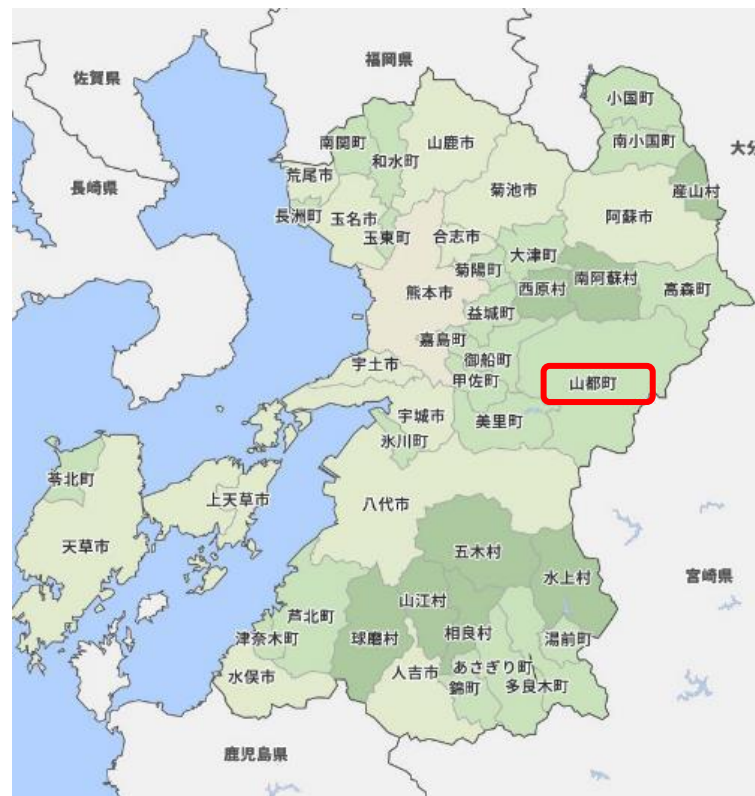 福岡県
佐賀県
小国町
南小国町
大分
南関町
和水町
山鹿市
荒尾市
菊池市
産山村
長崎県
長洲町
玉名市
玉東町
合志市
阿蘇市
大津町
菊陽町
西原村
南阿蘇村
高森町
熊本市
益城町
嘉島町
御船町
宇土市
甲佐町
山都町
宇城市
美里町
氷川町
苓北町
上天草市
八代市
天草市
五木村
水上村
宮崎県
山江村
芦北町
津奈木町
球磨村
相良村
湯前町
水俣市
人吉市
あさぎり町
錦町
多良木町
鹿児島県